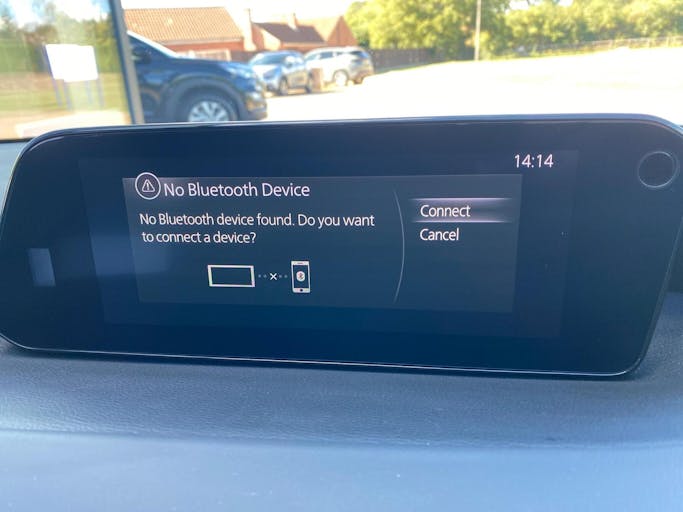 14:14
No Bluetooth Device
No Bluetooth device found. Do you want
to connect a device?
Connect
Cancel